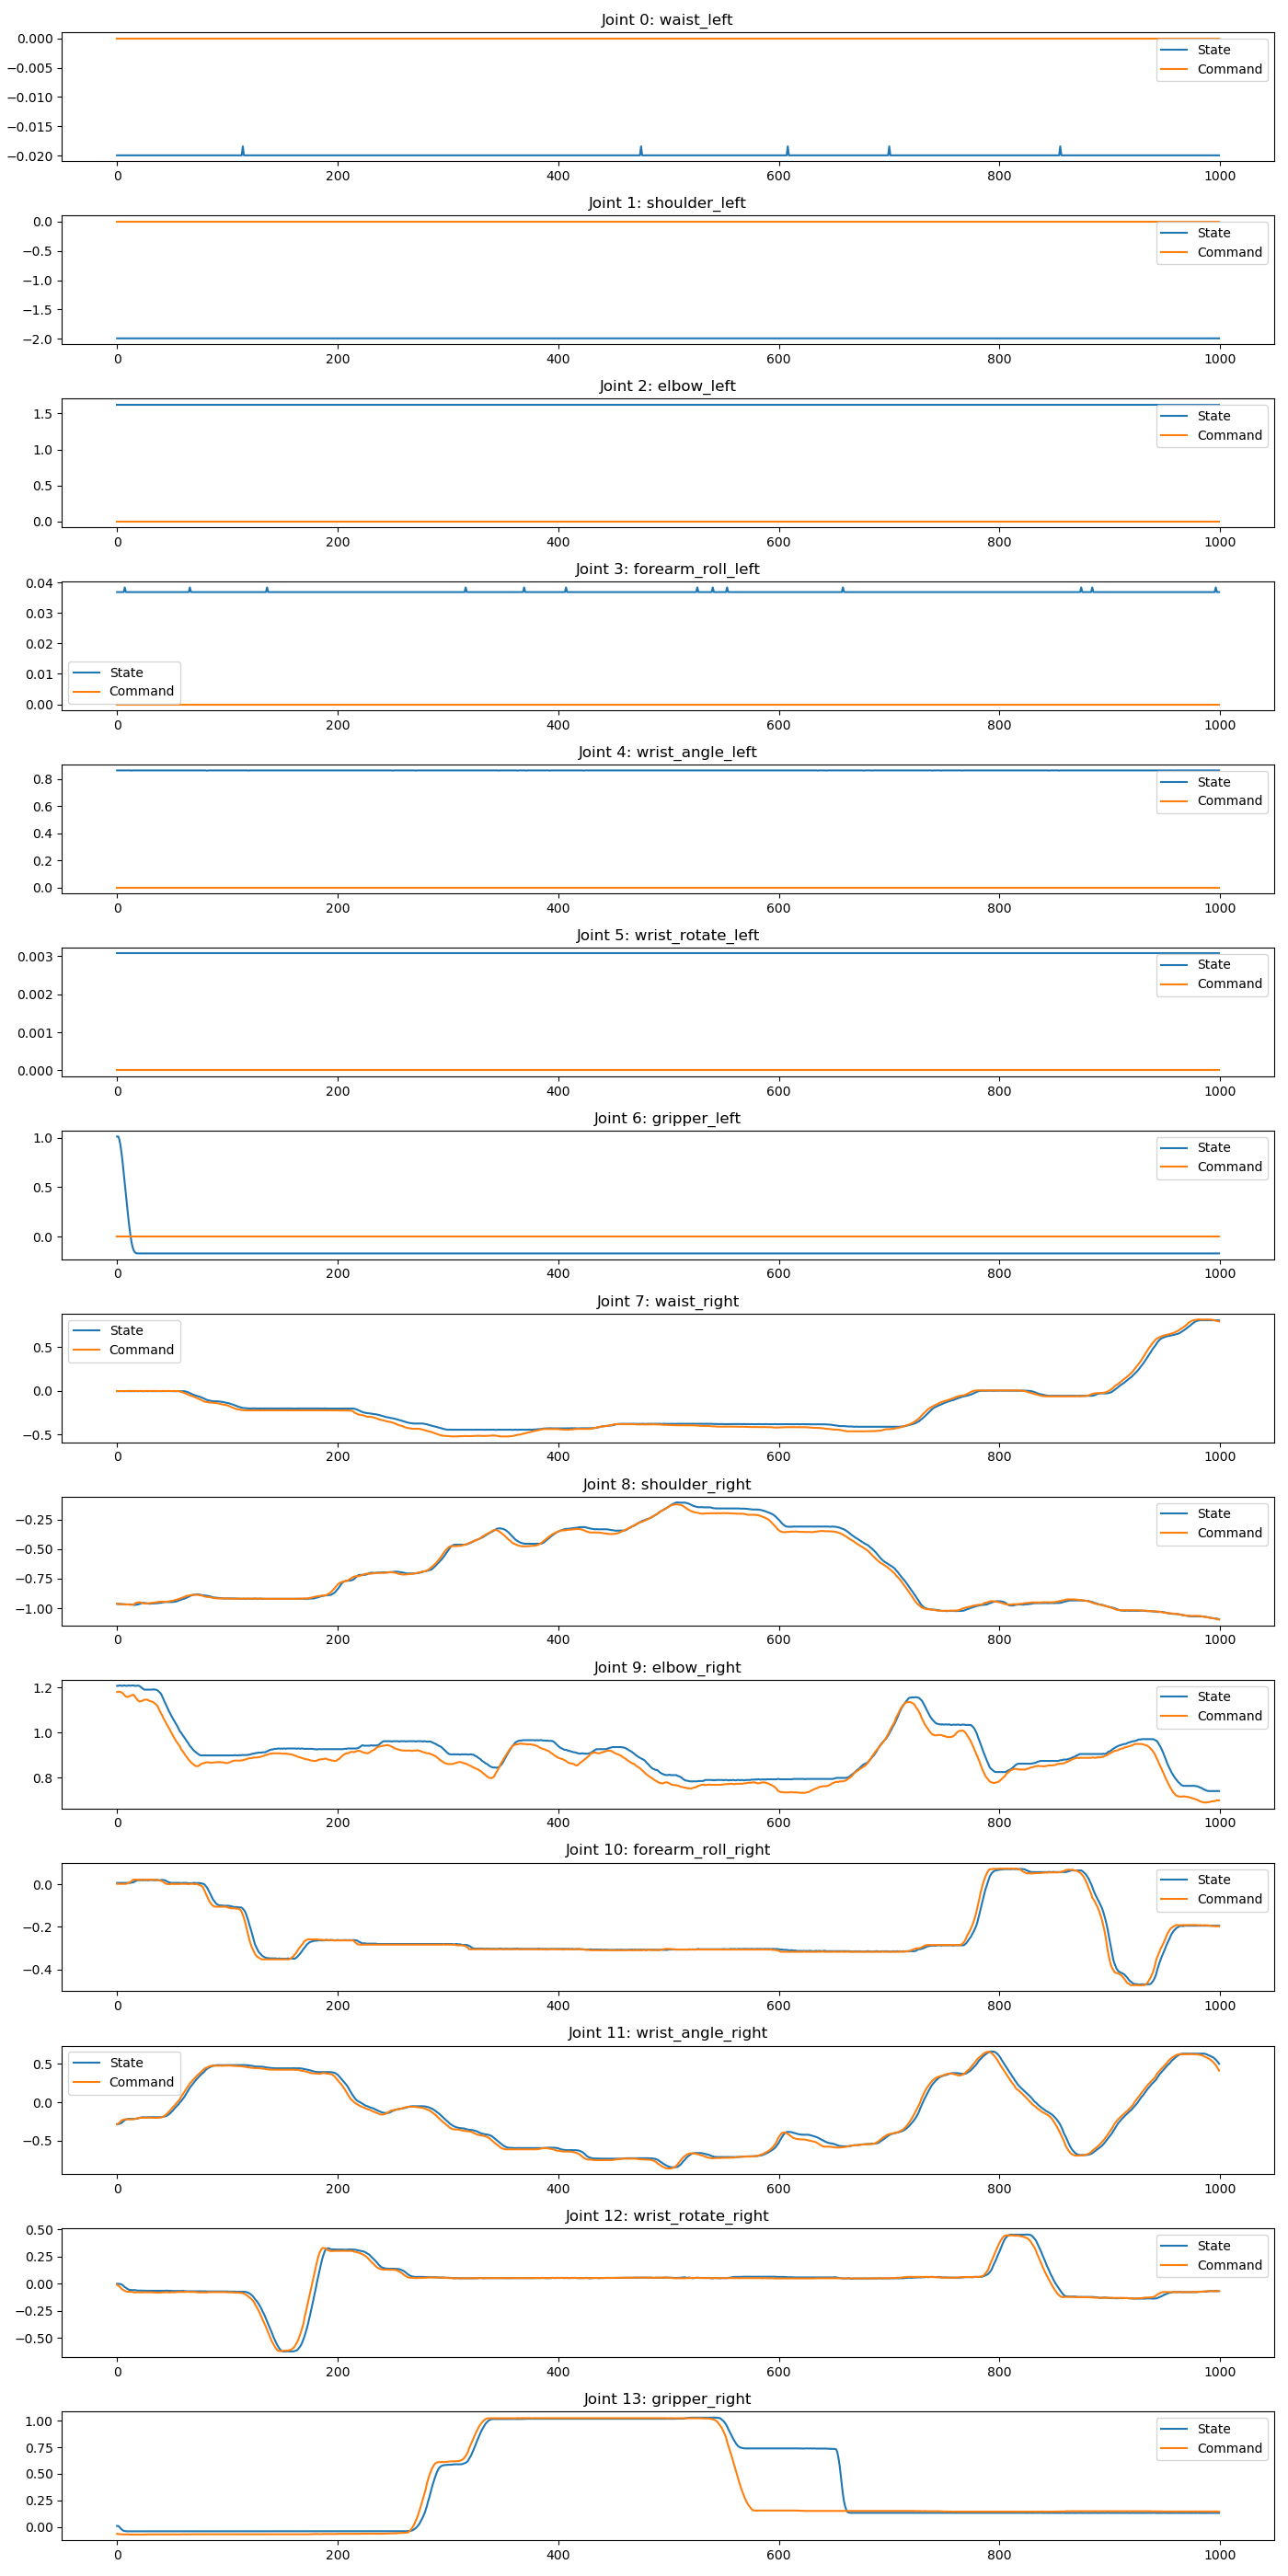 Joint 0: waist_left
0.000
−0.005
−0.010
−0.015
−0.020
State
Command
0 200 400 600 800 1000
Joint 1: shoulder_left
0.0
−0.5
−1.0
−1.5
−2.0
State
Command
0 200 400 600 800 1000
Joint 2: elbow_left
1.5
1.0
0.5
0.0
State
Command
0 200 400 600 800 1000
Joint 3: forearm_roll_left
0.04
0.03
0.02
0.01
0.00
State
Command
0 200 400 600 800 1000
Joint 4: wrist_angle_left
0.8
0.6
0.4
0.2
0.0
State
Command
0 200 400 600 800 1000
Joint 5: wrist_rotate_left
0.003
0.002
0.001
0.000
State
Command
0 200 400 600 800 1000
Joint 6: gripper_left
1.0
0.5
0.0
State
Command
0 200 400 600 800 1000
Joint 7: waist_right
0.5
0.0
−0.5
State
Command
0 200 400 600 800 1000
Joint 8: shoulder_right
−0.25
−0.50
−0.75
−1.00
State
Command
0 200 400 600 800 1000
Joint 9: elbow_right
1.2
1.0
0.8
State
Command
0 200 400 600 800 1000
Joint 10: forearm_roll_right
0.0
−0.2
−0.4
State
Command
0 200 400 600 800 1000
Joint 11: wrist_angle_right
0.5
0.0
−0.5
State
Command
0 200 400 600 800 1000
Joint 12: wrist_rotate_right
0.50
0.25
0.00
−0.25
−0.50
State
Command
0 200 400 600 800 1000
Joint 13: gripper_right
1.00
0.75
0.50
0.25
0.00
State
Command
0 200 400 600 800 1000